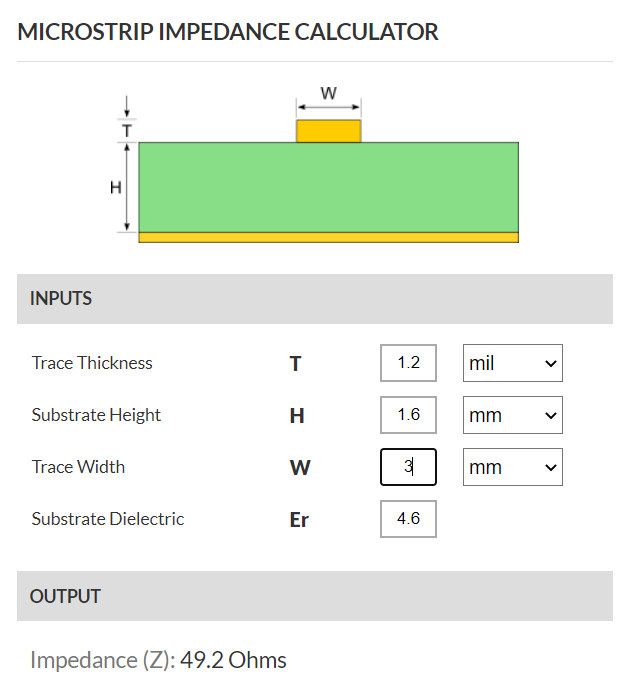 MICROSTRIP IMPEDANCE CALCULATOR
W
T
H
INPUTS
Trace Thickness T 1.2 mil
Substrate Height H 1.6 mm
Trace Width W 3 mm
Substrate Dielectric Er 4.6
OUTPUT
Impedance (Z): 49.2 Ohms